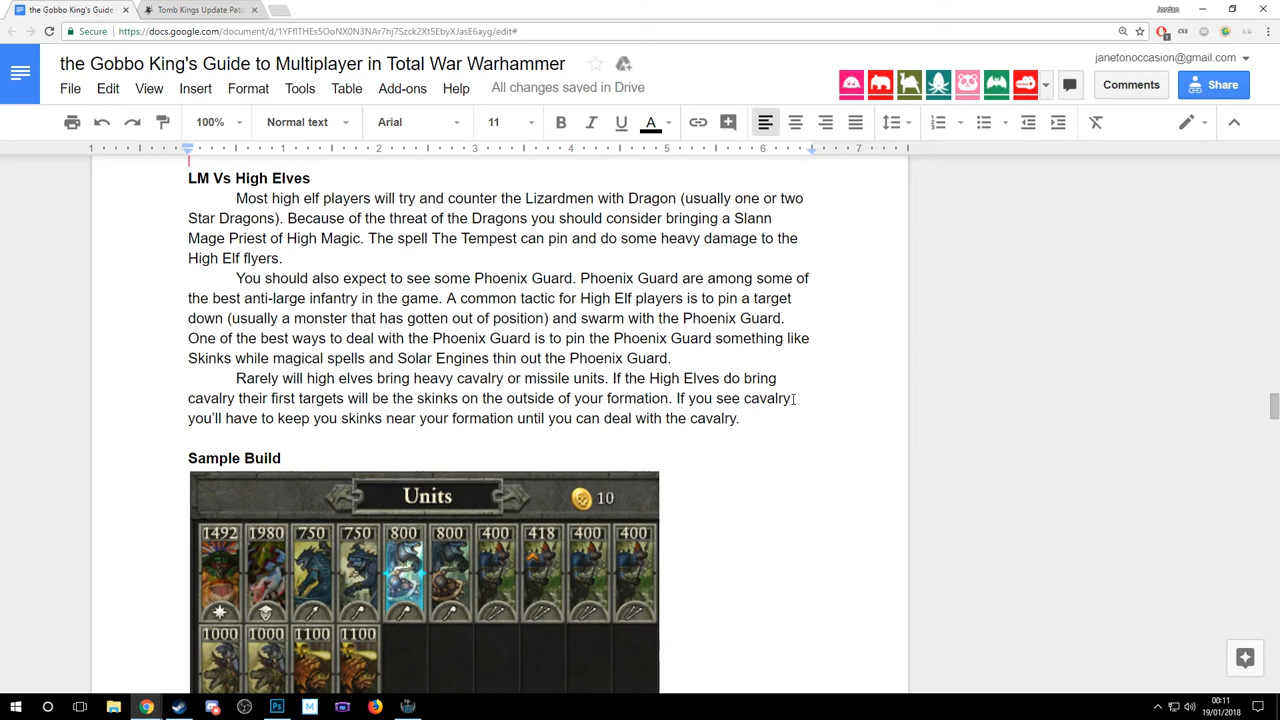 the Gobbo King's Guide
Tomb Kings Update Patc
Jordan
Secure
https://docs.google.com/document/d/1YFfITHEs5OoNX0N3NAr7hj7Szck2Xt5EbyXJasE6ayg/edit#
the Gobbo King's Guide to Multiplayer in Total War Warhammer
janetonoccasion@gmail.com
File Edit View Insert Format Tools Table Add-ons Help All changes saved in Drive
Comments
Share
100% Normal text Arial 11 B I U A
1 1 2 3 4 5 6 7
LM Vs High Elves
Most high elf players will try and counter the Lizardmen with Dragon (usually one or two
Star Dragons). Because of the threat of the Dragons you should consider bringing a Slann
Mage Priest of High Magic. The spell The Tempest can pin and do some heavy damage to the
High Elf flyers.
You should also expect to see some Phoenix Guard. Phoenix Guard are among some of
the best anti-large infantry in the game. A common tactic for High Elf players is to pin a target
down (usually a monster that has gotten out of position) and swarm with the Phoenix Guard.
One of the best ways to deal with the Phoenix Guard is to pin the Phoenix Guard something like
Skinks while magical spells and Solar Engines thin out the Phoenix Guard.
Rarely will high elves bring heavy cavalry or missile units. If the High Elves do bring
cavalry their first targets will be the skinks on the outside of your formation. If you see cavalry
you'll have to keep you skinks near your formation until you can deal with the cavalry.
Sample Build
Units
10
1492 1980 750 750 800 800 400 418 400 400
1000 1000 1100 1100
00:11
19/01/2018